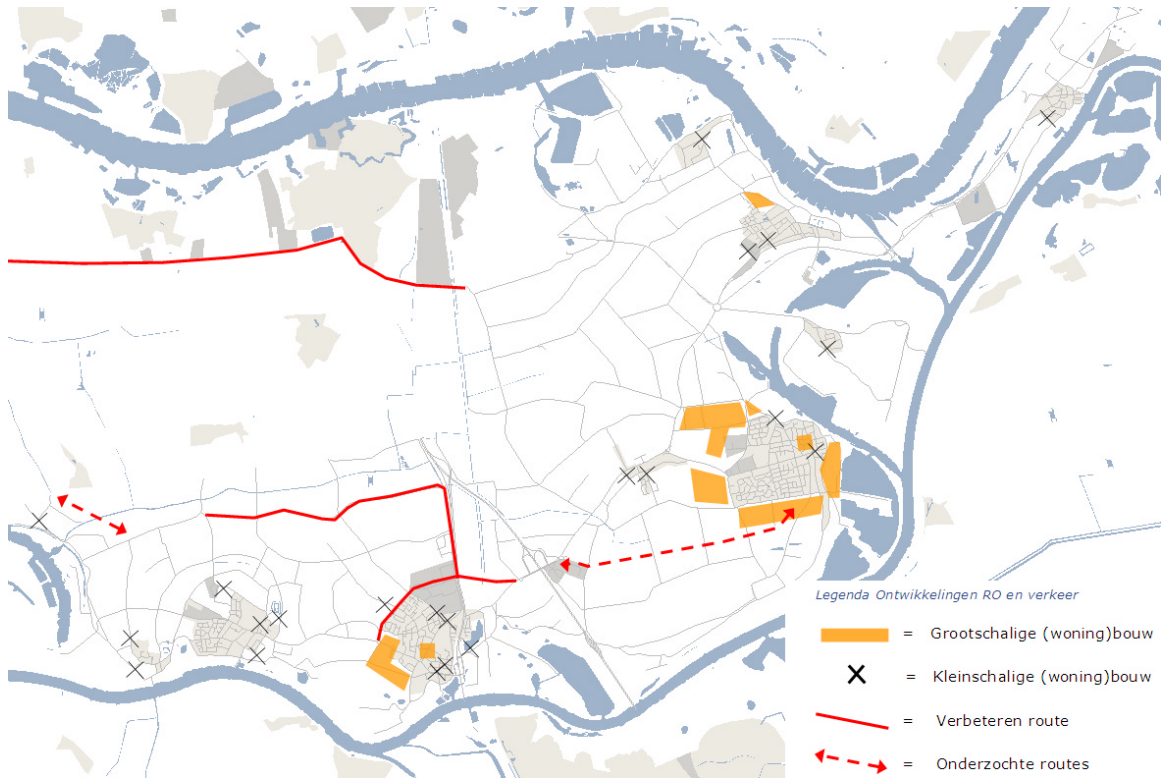 Legenda Ontwikkelingen RO en verkeer
= Grootschalige (woning)bouw
= Kleinschalige (woning)bouw
= Verbeteren route
= Onderzochte routes